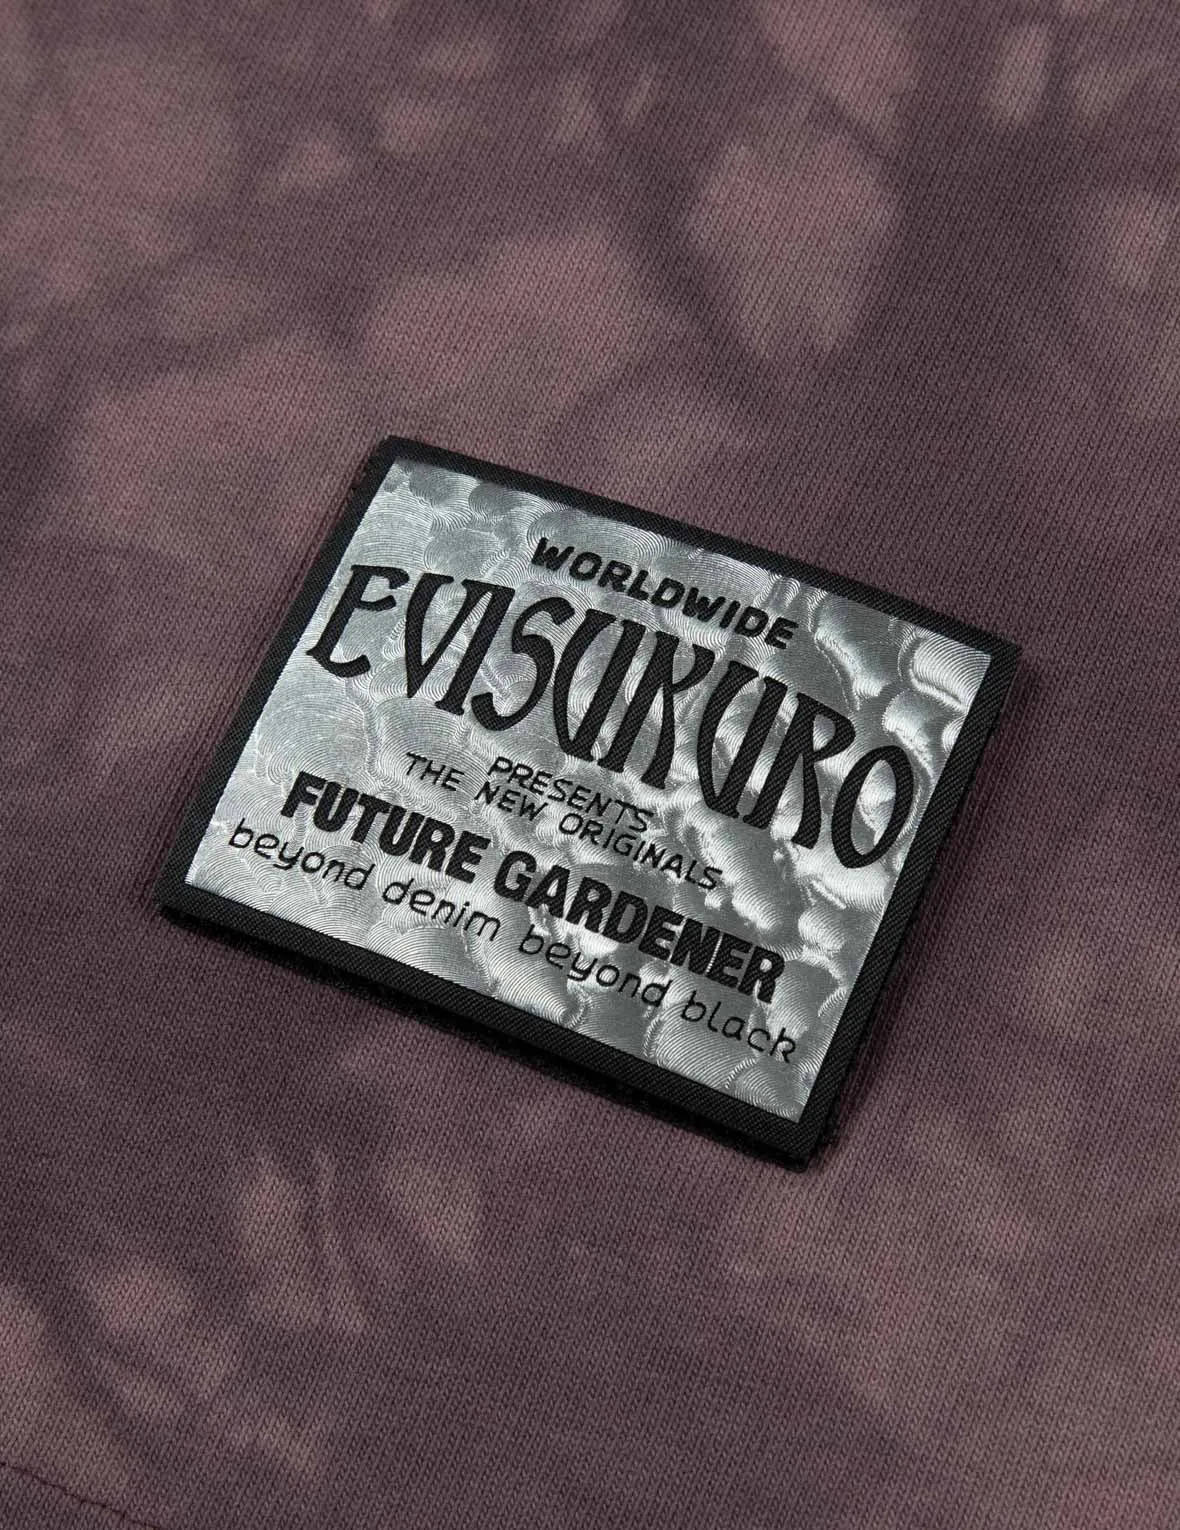 WORLDWIDE
EVISUKURO
PRESENTS
THE NEW ORIGINALS
FUTURE GARDENER
beyond denim beyond black